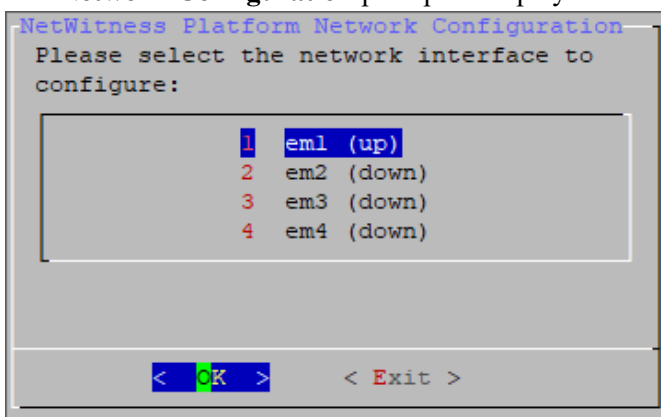 NetWitness Platform Network Configuration
Please select the network interface to
configure:
1 em1 (up)
2 em2 (down)
3 em3 (down)
4 em4 (down)
< OK > < Exit >